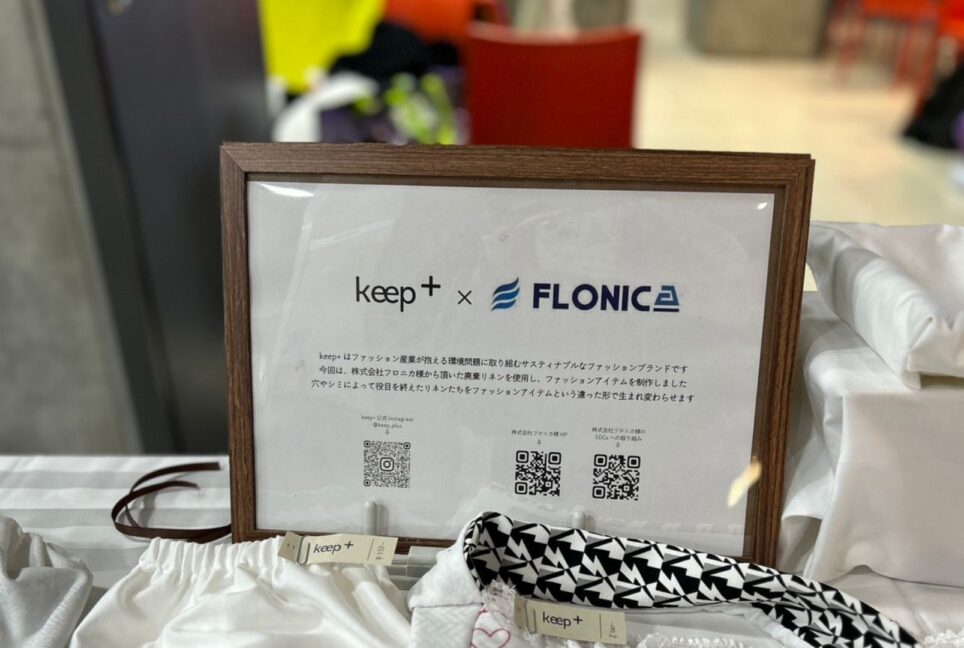 keep+ × FLONICA
keep+ はファッション産業が抱える環境問題に取り組むサスティナブルなファッションブランドです
今回は、株式会社フロニカ様から頂いた廃棄リネンを使用し、ファッションアイテムを制作しました
穴やシミによって役目を終えたリネンたちをファッションアイテムという違った形で生まれ変わらせます
keep+ 公式 Instagram
@keep_plus
株式会社フロニカ様 HP
株式会社フロニカ様の
SDGs への取り組み
keep+
keep+